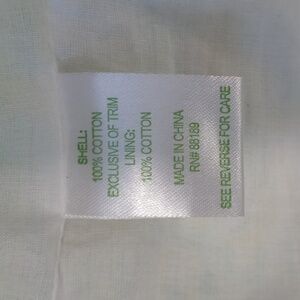 SHELL:
100% COTTON
EXCLUSIVE OF TRIM
LINING:
100% COTTON
MADE IN CHINA
RN# 88189
SEE REVERSE FOR CARE